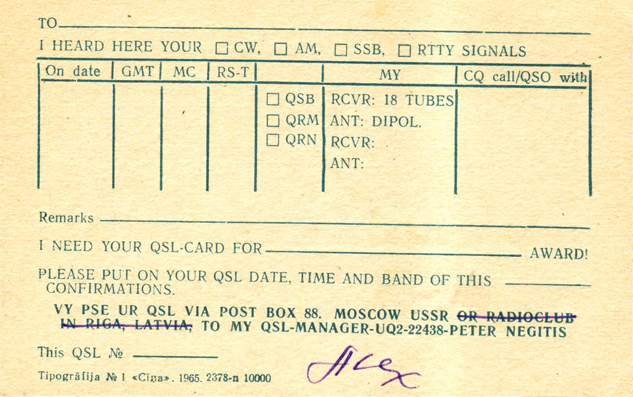 TO
I HEARD HERE YOUR □ CW, □ AM, □ SSB, □ RTTY SIGNALS
On date GMT MC RS-T MY CQ call/QSO with
□ QSB RCVR: 18 TUBES
□ QRM ANT: DIPOL.
□ QRN RCVR:
ANT:
Remarks
I NEED YOUR QSL-CARD FOR AWARD!
PLEASE PUT ON YOUR QSL DATE, TIME AND BAND OF THIS
CONFIRMATIONS.
VY PSE UR QSL VIA POST BOX 88. MOSCOW USSR OR RADIOCLUB
IN RIGA, LATVIA, TO MY QSL-MANAGER-UQ2-22438-PETER NEGITIS
This QSL №
Tipogrāfija № 1 «Cīņa». 1965. 2378-п 10000